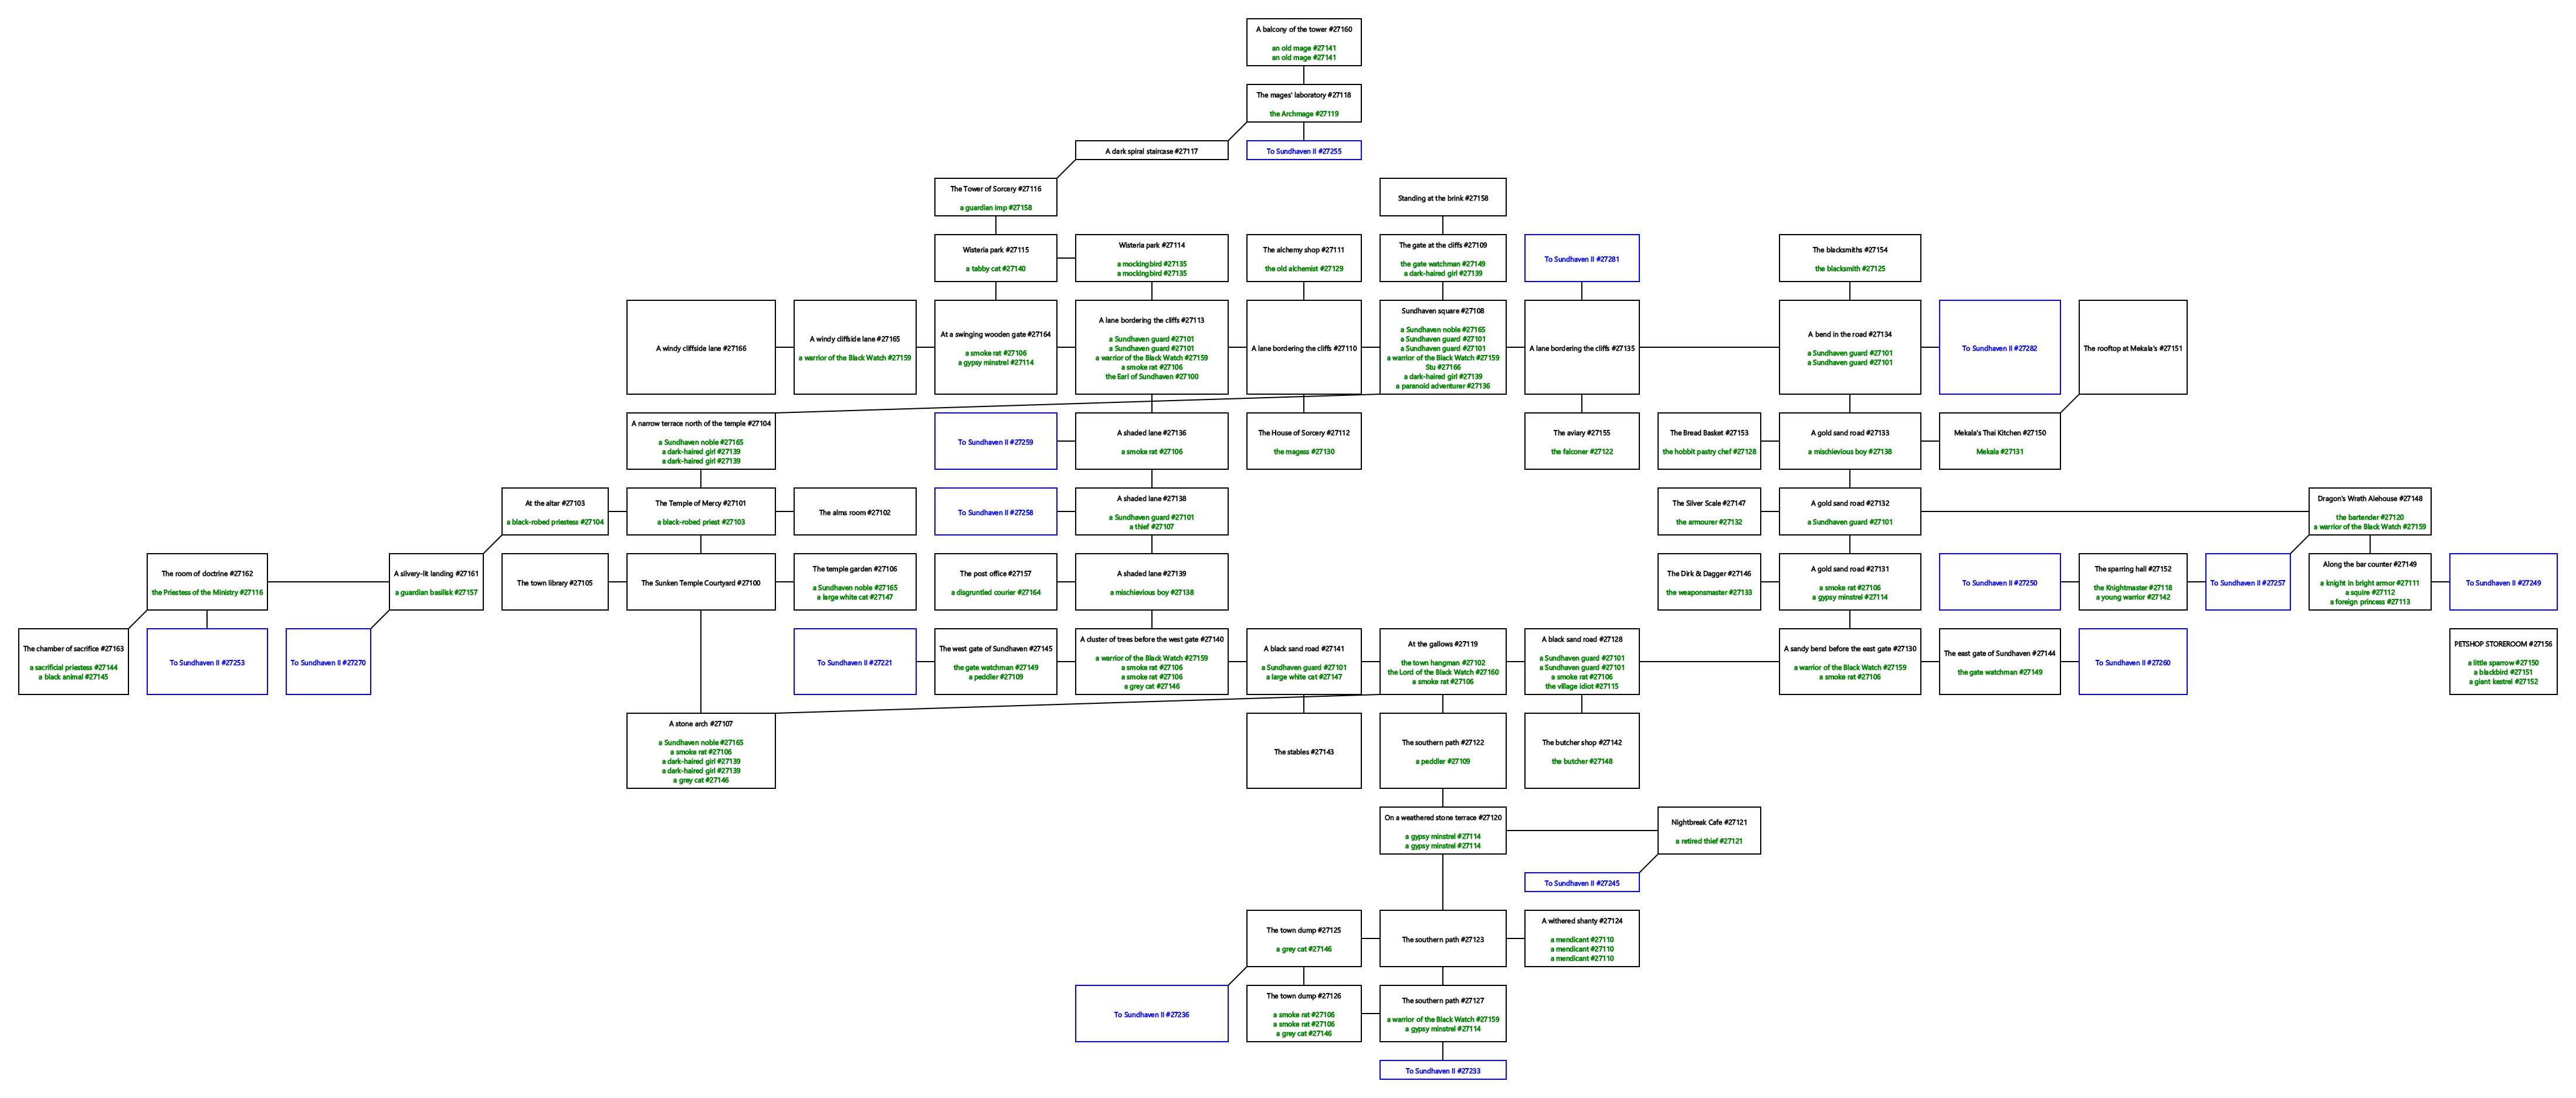 A balcony of the tower #27160
an old mage #27141
an old mage #27141
The mages' laboratory #27118
the Archmage #27119
A dark spiral staircase #27117
To Sundhaven II #27255
The Tower of Sorcery #27116
a guardian imp #27158
Standing at the brink #27158
Wisteria park #27115
a tabby cat #27140
Wisteria park #27114
a mockingbird #27135
a mockingbird #27135
The alchemy shop #27111
the old alchemist #27129
The gate at the cliffs #27109
the gate watchman #27149
a dark-haired girl #27139
To Sundhaven II #27281
The blacksmiths #27154
the blacksmith #27125
A windy cliffside lane #27166
A windy cliffside lane #27165
a warrior of the Black Watch #27159
At a swinging wooden gate #27164
a smoke rat #27106
a gypsy minstrel #27114
A lane bordering the cliffs #27113
a Sundhaven guard #27101
a Sundhaven guard #27101
a warrior of the Black Watch #27159
a smoke rat #27106
the Earl of Sundhaven #27100
A lane bordering the cliffs #27110
Sundhaven square #27108
a Sundhaven noble #27165
a Sundhaven guard #27101
a Sundhaven guard #27101
a warrior of the Black Watch #27159
Stu #27166
a dark-haired girl #27139
a paranoid adventurer #27136
A lane bordering the cliffs #27135
A bend in the road #27134
a Sundhaven guard #27101
a Sundhaven guard #27101
To Sundhaven II #27282
The rooftop at Mekala's #27151
A narrow terrace north of the temple #27104
a Sundhaven noble #27165
a dark-haired girl #27139
a dark-haired girl #27139
To Sundhaven II #27259
A shaded lane #27136
a smoke rat #27106
The House of Sorcery #27112
the magess #27130
The aviary #27155
the falconer #27122
The Bread Basket #27153
the hobbit pastry chef #27128
A gold sand road #27133
a mischievious boy #27138
Mekala's Thai Kitchen #27150
Mekala #27131
At the altar #27103
a black-robed priestess #27104
The Temple of Mercy #27101
a black-robed priest #27103
The alms room #27102
To Sundhaven II #27258
A shaded lane #27138
a Sundhaven guard #27101
a thief #27107
The Silver Scale #27147
the armourer #27132
A gold sand road #27132
a Sundhaven guard #27101
Dragon's Wrath Alehouse #27148
the bartender #27120
a warrior of the Black Watch #27159
The room of doctrine #27162
the Priestess of the Ministry #27116
A silvery-lit landing #27161
a guardian basilisk #27157
The town library #27105
The Sunken Temple Courtyard #27100
The temple garden #27106
a Sundhaven noble #27165
a large white cat #27147
The post office #27157
a disgruntled courier #27164
A shaded lane #27139
a mischievious boy #27138
The Dirk & Dagger #27146
the weaponsmaster #27133
A gold sand road #27131
a smoke rat #27106
a gypsy minstrel #27114
To Sundhaven II #27250
The sparring hall #27152
the Knightmaster #27118
a young warrior #27142
To Sundhaven II #27257
Along the bar counter #27149
a knight in bright armor #27111
a squire #27112
a foreign princess #27113
To Sundhaven II #27249
The chamber of sacrifice #27163
a sacrificial priestess #27144
a black animal #27145
To Sundhaven II #27253
To Sundhaven II #27270
To Sundhaven II #27221
The west gate of Sundhaven #27145
the gate watchman #27149
a peddler #27109
A cluster of trees before the west gate #27140
a warrior of the Black Watch #27159
a smoke rat #27106
a smoke rat #27106
a grey cat #27146
A black sand road #27141
a Sundhaven guard #27101
a large white cat #27147
At the gallows #27119
the town hangman #27102
the Lord of the Black Watch #27160
a smoke rat #27106
A black sand road #27128
a Sundhaven guard #27101
a Sundhaven guard #27101
a smoke rat #27106
the village idiot #27115
A sandy bend before the east gate #27130
a warrior of the Black Watch #27159
a smoke rat #27106
The east gate of Sundhaven #27144
the gate watchman #27149
To Sundhaven II #27260
PETSHOP STOREROOM #27156
a little sparrow #27150
a blackbird #27151
a giant kestrel #27152
A stone arch #27107
a Sundhaven noble #27165
a smoke rat #27106
a dark-haired girl #27139
a dark-haired girl #27139
a grey cat #27146
The stables #27143
The southern path #27122
a peddler #27109
The butcher shop #27142
the butcher #27148
On a weathered stone terrace #27120
a gypsy minstrel #27114
a gypsy minstrel #27114
Nightbreak Cafe #27121
a retired thief #27121
To Sundhaven II #27245
The town dump #27125
a grey cat #27146
The southern path #27123
A withered shanty #27124
a mendicant #27110
a mendicant #27110
a mendicant #27110
To Sundhaven II #27236
The town dump #27126
a smoke rat #27106
a smoke rat #27106
a grey cat #27146
The southern path #27127
a warrior of the Black Watch #27159
a gypsy minstrel #27114
To Sundhaven II #27233